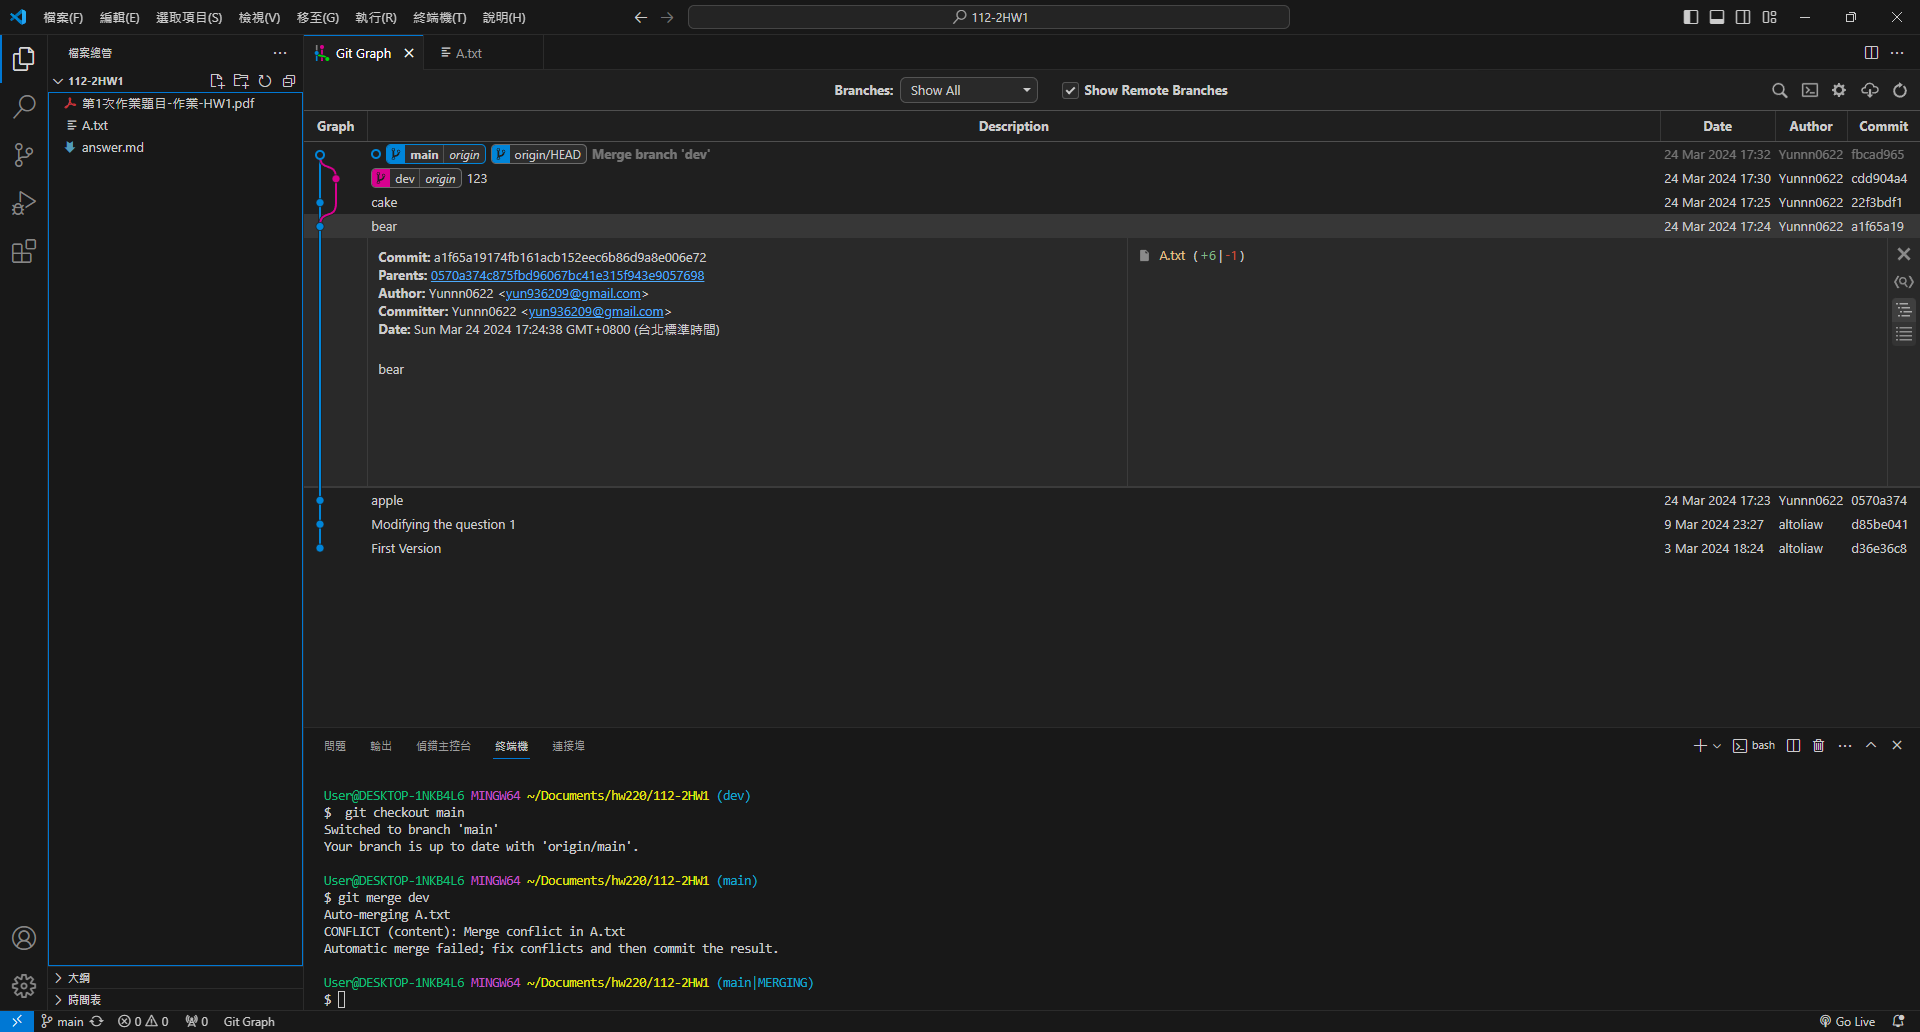 檔案(F) 編輯(E) 選取項目(S) 檢視(V) 移至(G) 執行(R) 終端機(T) 說明(H)
112-2HW1
檔案總管
112-2HW1
第1次作業題目-作業-HW1.pdf
A.txt
answer.md
大綱
時間表
Git Graph
A.txt
Branches: Show All Show Remote Branches
Graph Description Date Author Commit
main origin origin/HEAD Merge branch 'dev' 24 Mar 2024 17:32 Yunnn0622 fbcad965
dev origin 123 24 Mar 2024 17:30 Yunnn0622 cdd904a4
cake 24 Mar 2024 17:25 Yunnn0622 22f3bdf1
bear 24 Mar 2024 17:24 Yunnn0622 a1f65a19
Commit: a1f65a19174fb161acb152eec6b86d9a8e006e72
Parents: 0570a374c875fbd96067bc41e315f943e9057698
Author: Yunnn0622 <yun936209@gmail.com>
Committer: Yunnn0622 <yun936209@gmail.com>
Date: Sun Mar 24 2024 17:24:38 GMT+0800 (台北標準時間)
bear
A.txt (+6|-1)
apple 24 Mar 2024 17:23 Yunnn0622 0570a374
Modifying the question 1 9 Mar 2024 23:27 altoliaw d85be041
First Version 3 Mar 2024 18:24 altoliaw d36e36c8
問題 輸出 偵錯主控台 終端機 連接埠
bash
User@DESKTOP-1NKB4L6 MINGW64 ~/Documents/hw220/112-2HW1 (dev)
$  git checkout main
Switched to branch 'main'
Your branch is up to date with 'origin/main'.
User@DESKTOP-1NKB4L6 MINGW64 ~/Documents/hw220/112-2HW1 (main)
$ git merge dev
Auto-merging A.txt
CONFLICT (content): Merge conflict in A.txt
Automatic merge failed; fix conflicts and then commit the result.
User@DESKTOP-1NKB4L6 MINGW64 ~/Documents/hw220/112-2HW1 (main|MERGING)
$
main 0 0 0 Git Graph Go Live